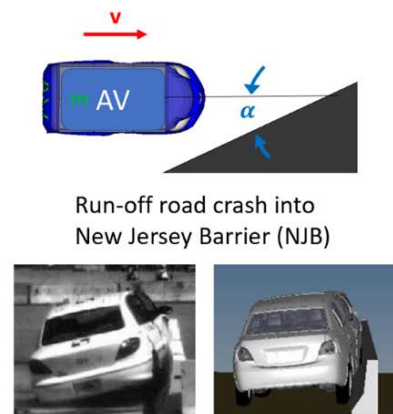 v
m AV
α
Run-off road crash into
New Jersey Barrier (NJB)